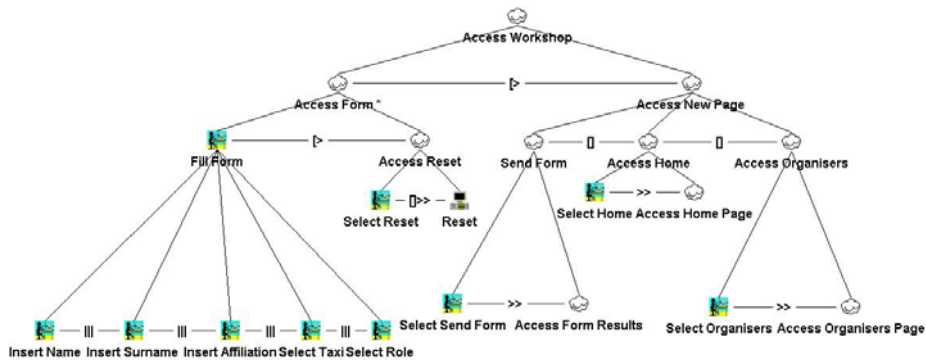 Access Workshop
[>
Access Form * Access New Page
[> [] []
Fill Form Access Reset Send Form Access Home Access Organisers
[]>> >>
Select Reset Reset Select Home Access Home Page
>> >>
Select Send Form Access Form Results Select Organisers Access Organisers Page
||| ||| ||| |||
Insert Name Insert Surname Insert Affiliation Select Taxi Select Role